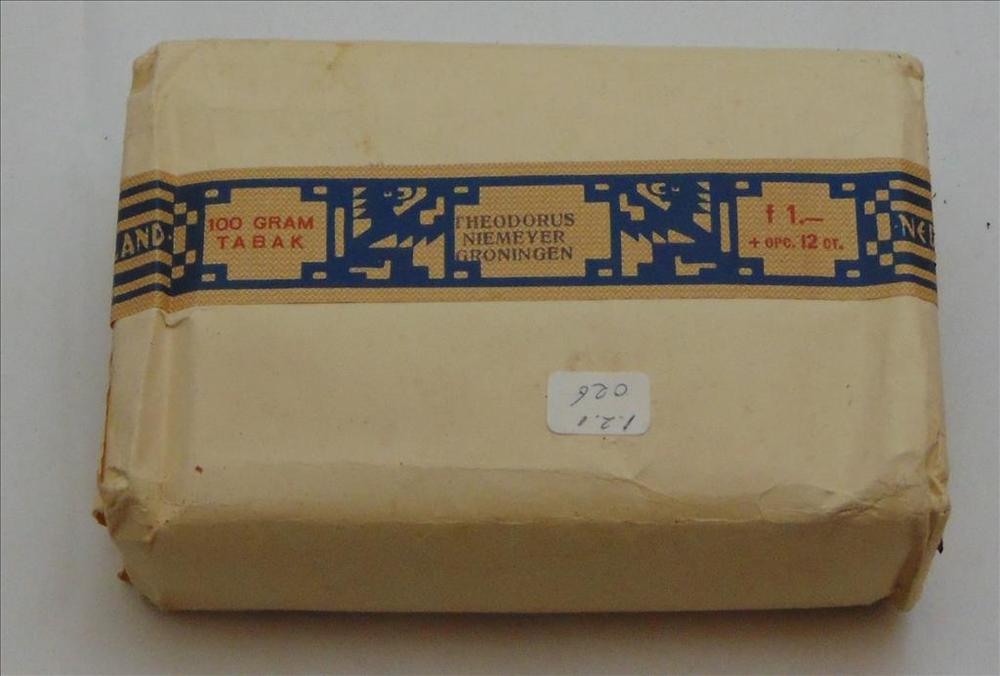 AND·
100 GRAM
TABAK
THEODORUS
NIEMEYER
GRONINGEN
f 1.—
+ OPC. 12 CT.
·NE
1.2.1
026